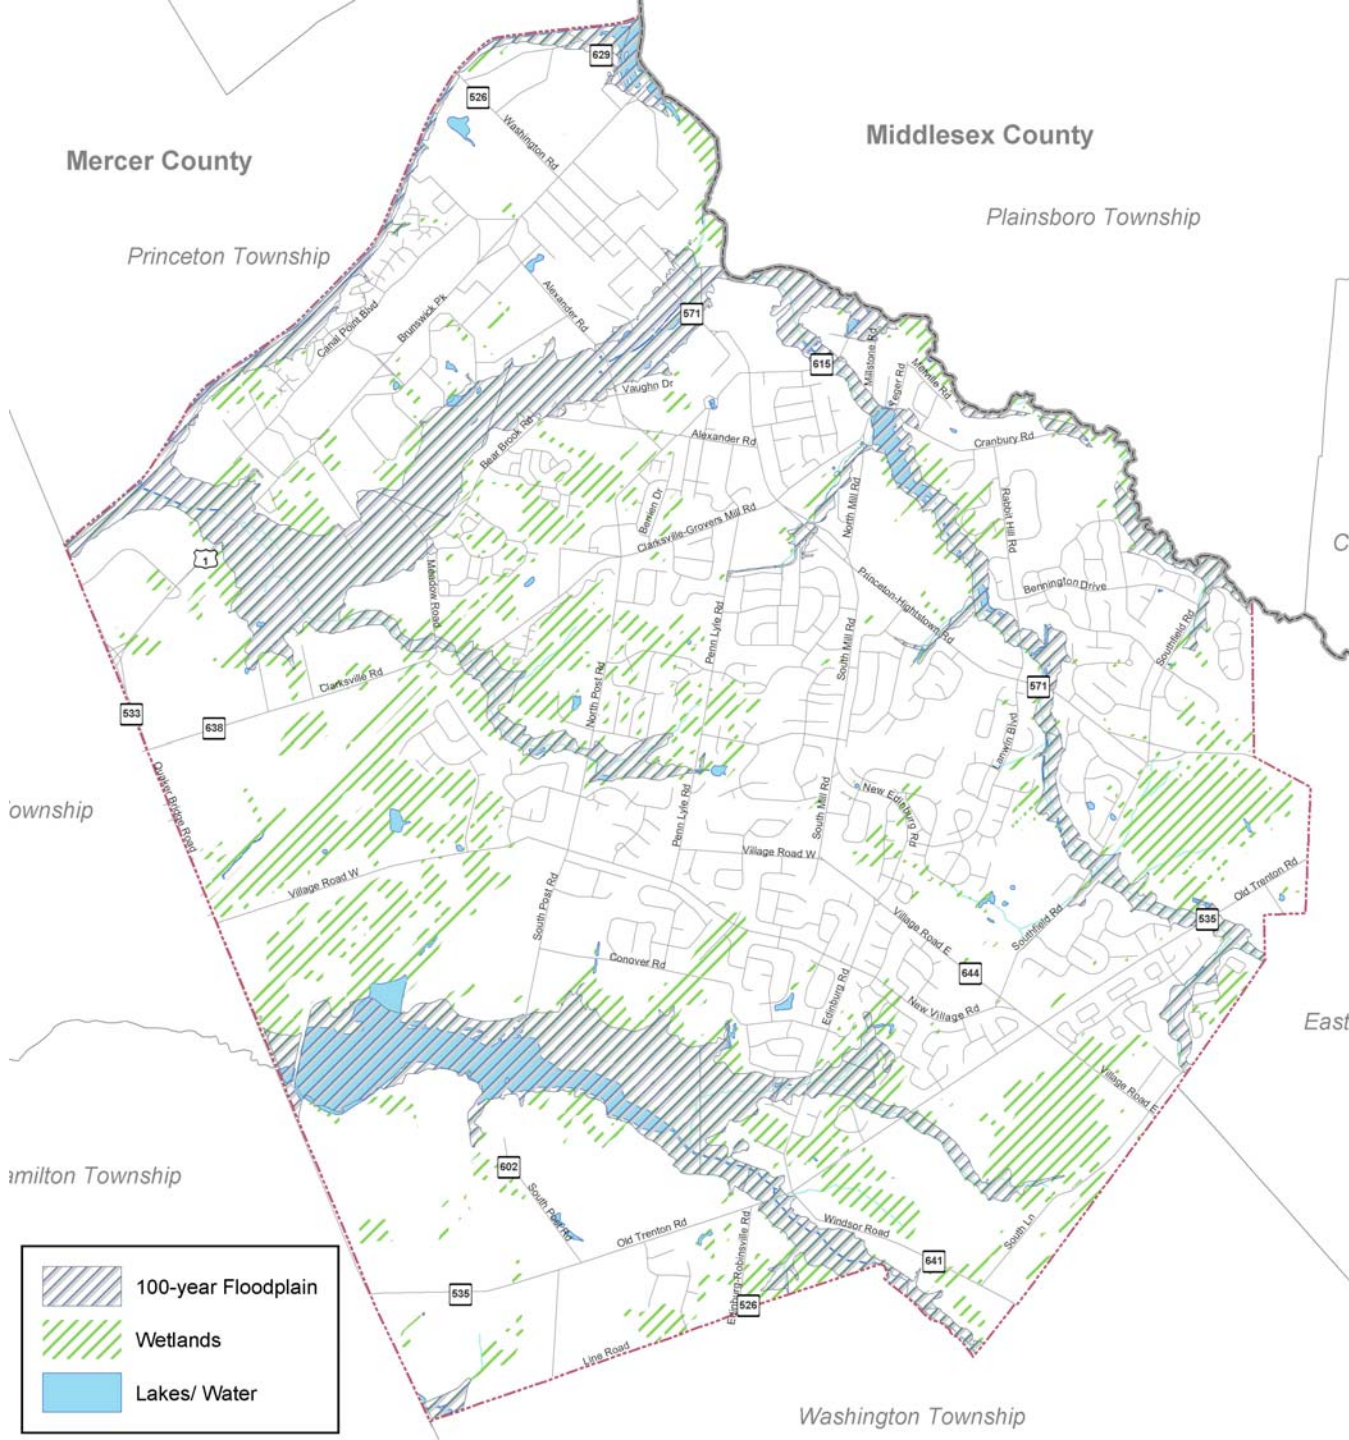 629
526
Washington Rd
Middlesex County
Mercer County
Plainsboro Township
Princeton Township
Alexander Rd
571
Canal Point Blvd
Brunswick Pk
Millstone Rd
615
Yeger Rd
Melville Rd
Vaughn Dr
Bear Brook Rd
Alexander Rd
Cranbury Rd
Berrien Dr
North Mill Rd
Rabbit Hill Rd
Clarksville-Grovers Mill Rd
C
1
Meadow Road
Bennington Drive
Princeton-Hightstown Rd
Penn Lyle Rd
South Mill Rd
Southfield Rd
Clarksville Rd
North Post Rd
571
533
638
Lanwin Blvd
Quaker Bridge Road
ownship
Penn Lyle Rd
South Mill Rd
New Edinburg Rd
Village Road W
Village Road W
Old Trenton Rd
South Post Rd
535
Village Road E
Southfield Rd
Conover Rd
644
Edinburg Rd
New Village Rd
East
Village Road E
amilton Township
602
South Post Rd
Old Trenton Rd
Windsor Road
South Ln
641
Edinburg-Robinsville Rd
535
526
Line Road
100-year Floodplain
Wetlands
Lakes/ Water
Washington Township